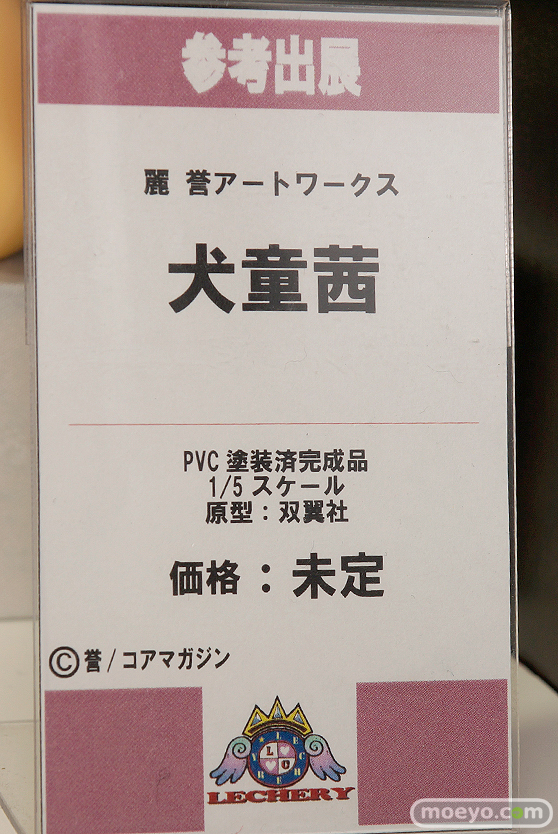 参考出展
麗 誉アートワークス
犬童茜
PVC 塗装済完成品
1/5 スケール
原型：双翼社
価格：未定
©誉/コアマガジン
LECHERY
moeyo.com